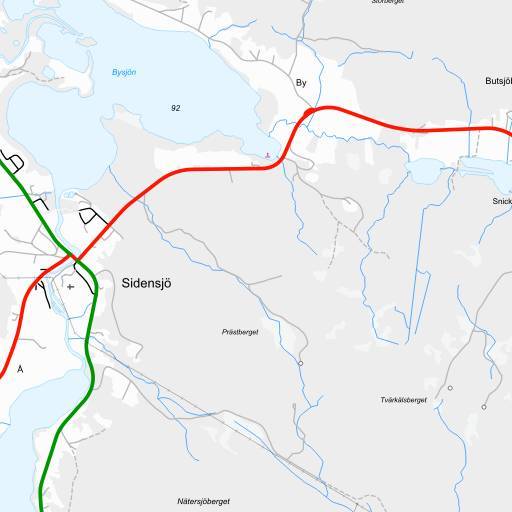 Storberget
Bysjön
By
Butsjöl
92
Snick
Sidensjö
Prästberget
Å
Tvärkälsberget
Nätersjöberget